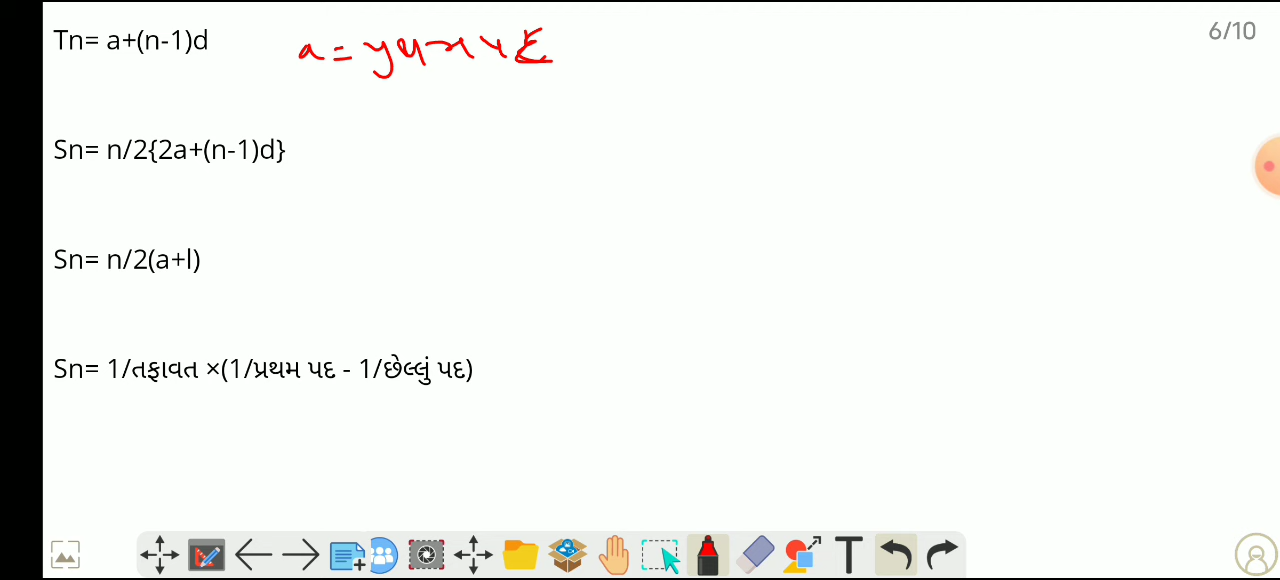 Tn= a+(n-1)d
a = પ્રથમ પદ
6/10
Sn= n/2{2a+(n-1)d}
Sn= n/2(a+l)
Sn= 1/તફાવત ×(1/પ્રથમ પદ - 1/છેલ્લું પદ)